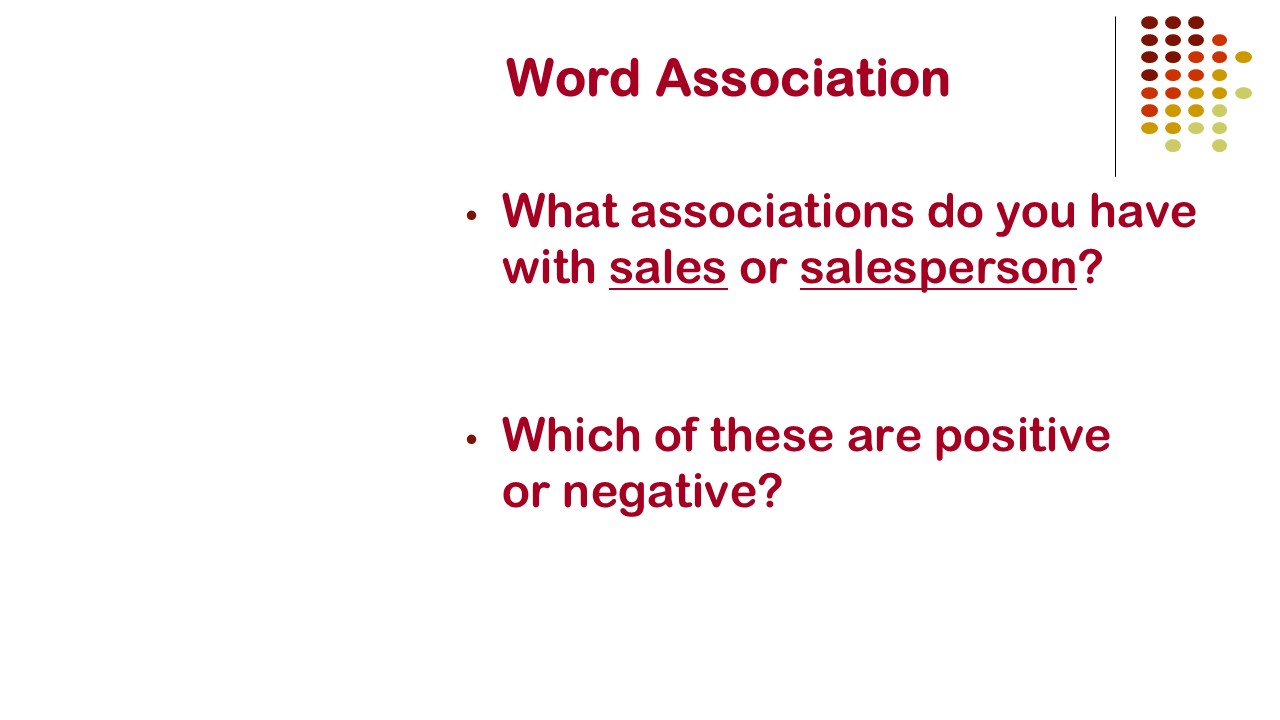 Word Association
• What associations do you have
with sales or salesperson?
• Which of these are positive
or negative?